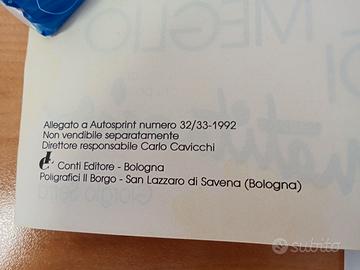 Allegato a Autosprint numero 32/33-1992
Non vendibile separatamente
Direttore responsabile Carlo Cavicchi
Conti Editore - Bologna
Poligrafici Il Borgo - San Lazzaro di Savena (Bologna)
subito